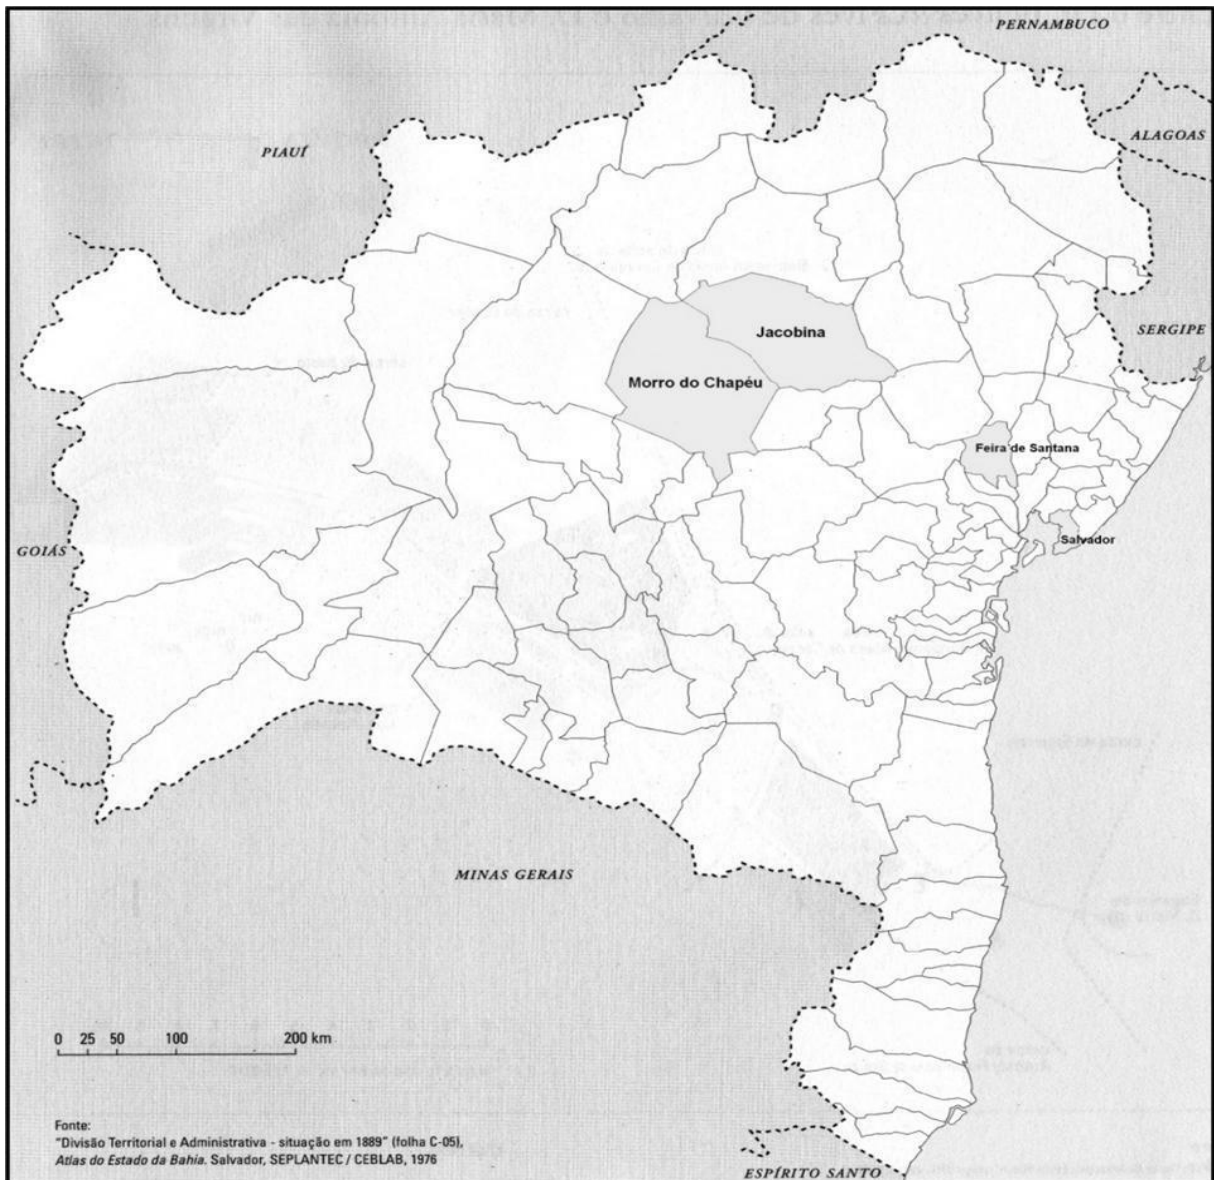 PERNAMBUCO
ALAGOAS
PIAUÍ
SERGIPE
Jacobina
Morro do Chapéu
Feira de Santana
Salvador
GOIÁS
MINAS GERAIS
0 25 50 100 200 km
Fonte:
"Divisão Territorial e Administrativa - situação em 1889" (folha C-05),
Atlas do Estado da Bahia. Salvador, SEPLANTEC / CEBLAB, 1976
ESPÍRITO SANTO